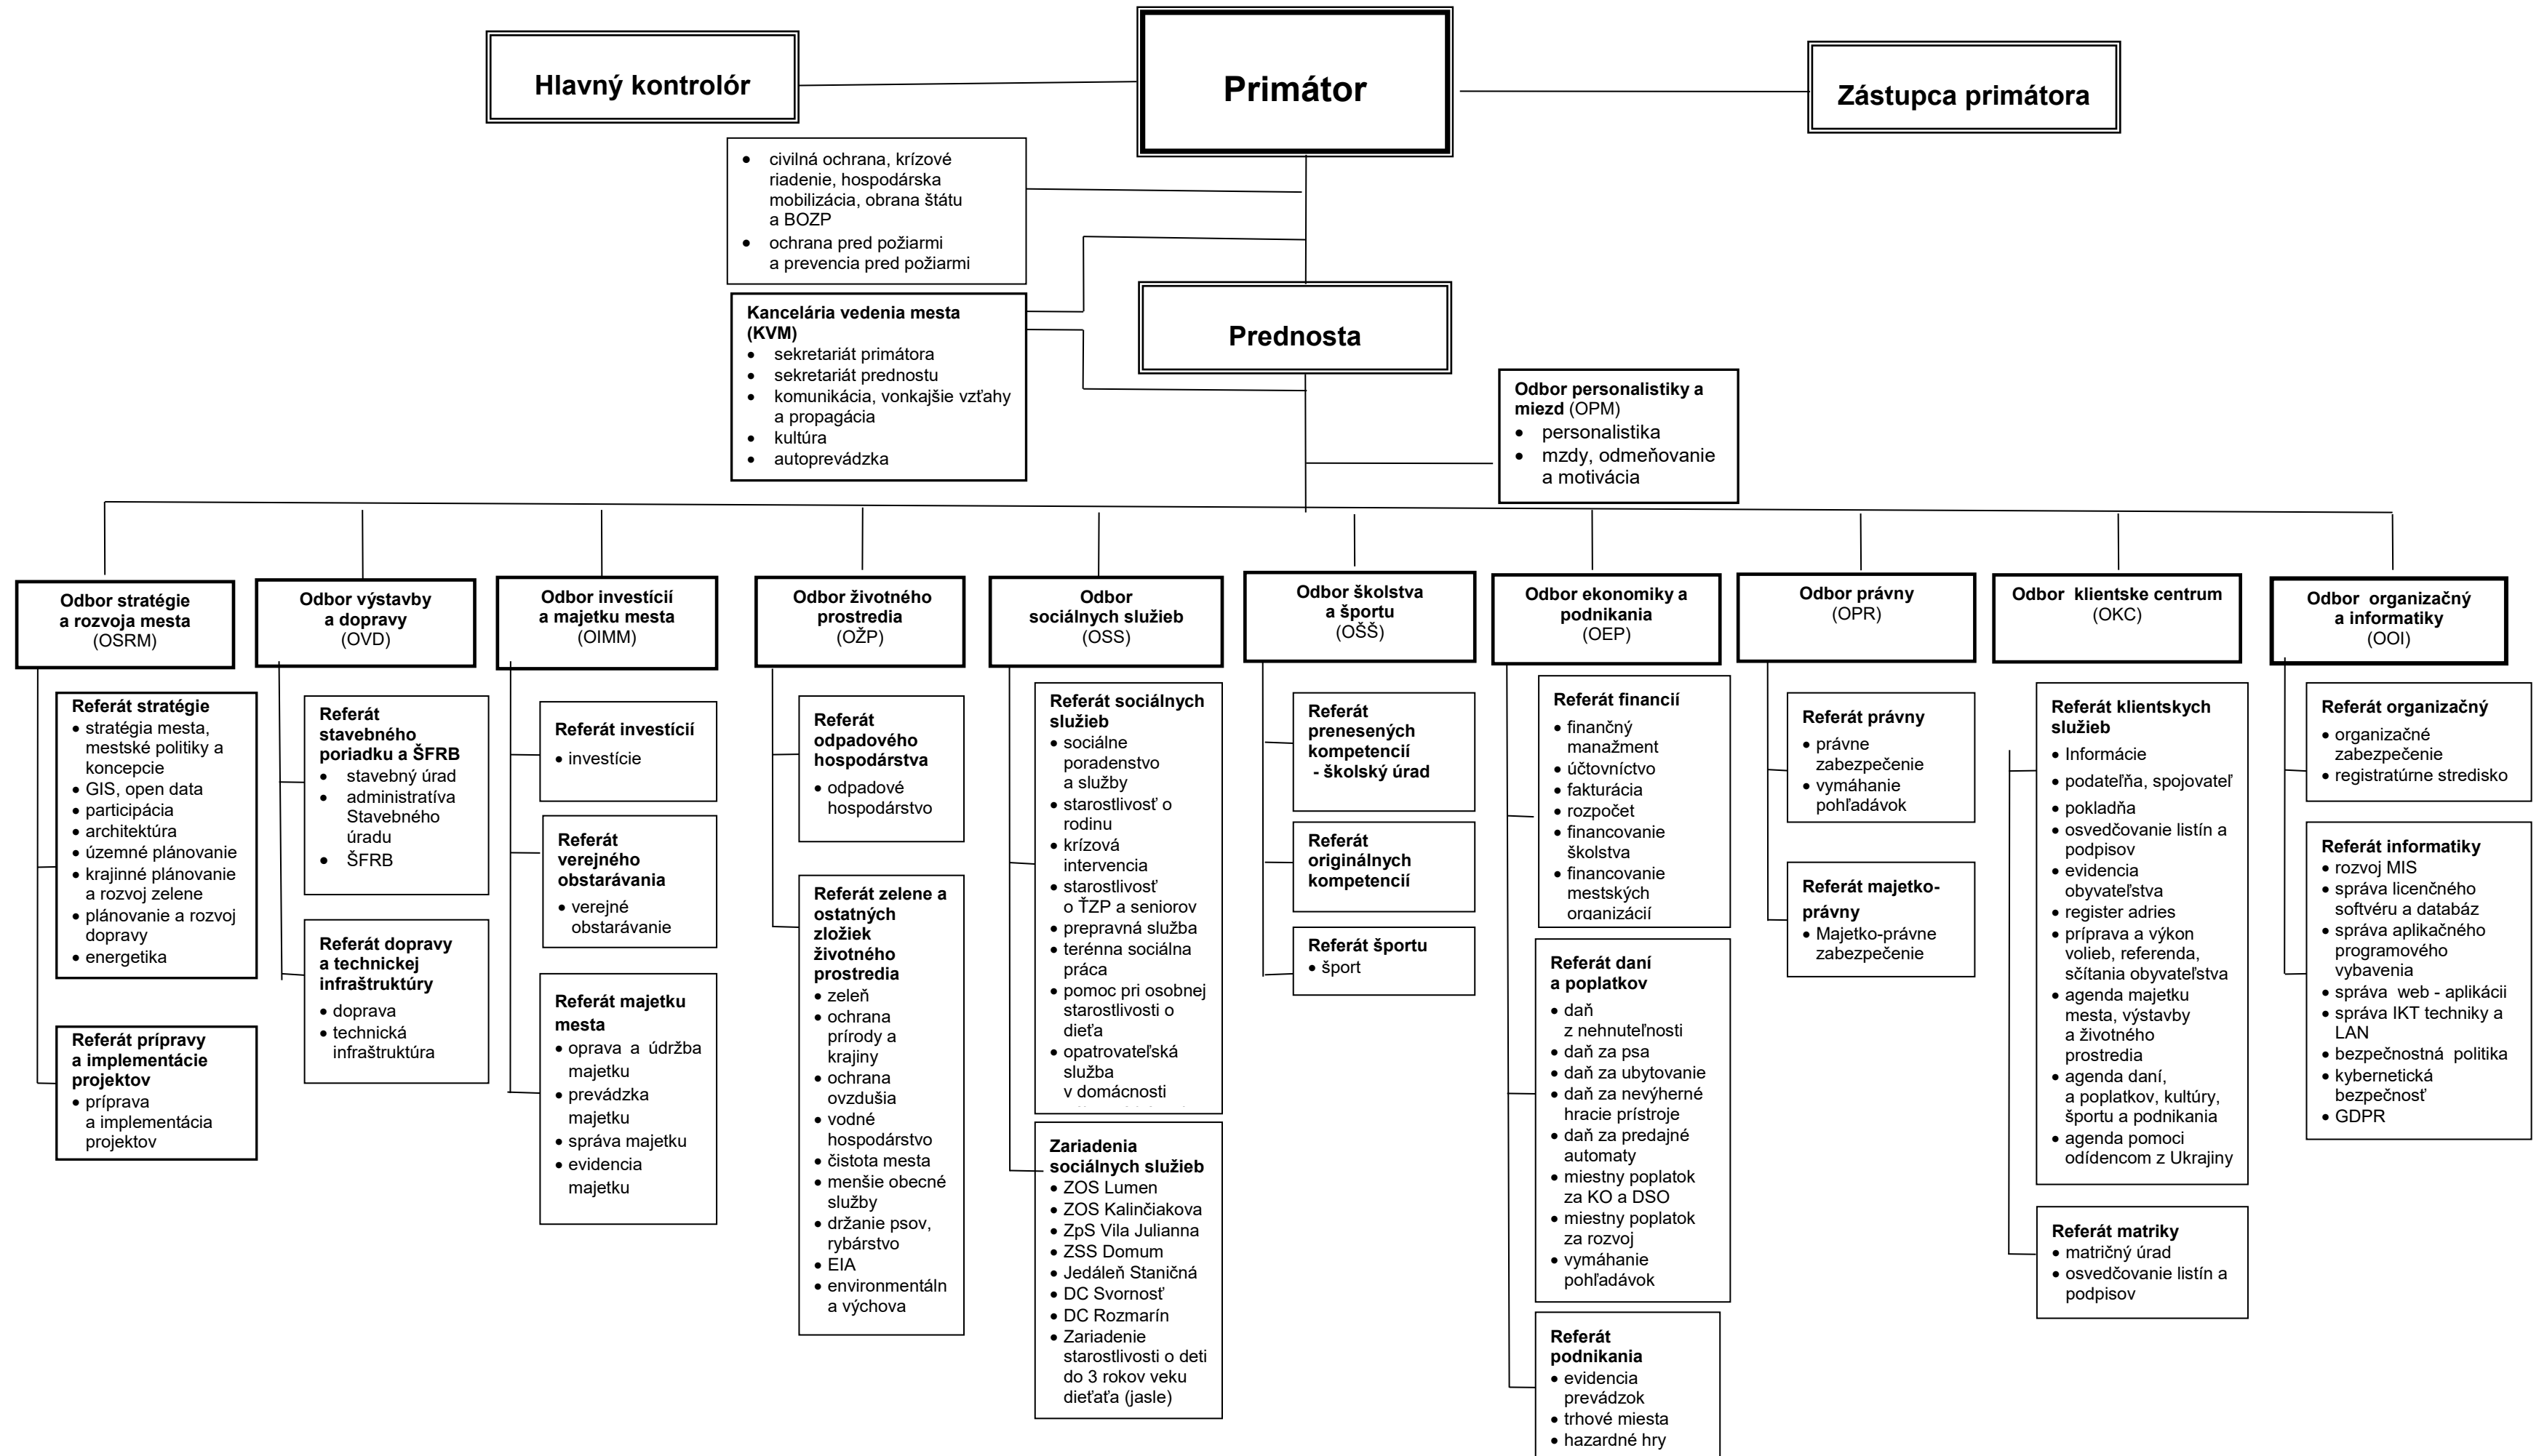 Hlavný kontrolór
Primátor
Zástupca primátora
• civilná ochrana, krízové
riadenie, hospodárska
mobilizácia, obrana štátu
a BOZP
• ochrana pred požiarmi
a prevencia pred požiarmi
Kancelária vedenia mesta
(KVM)
• sekretariát primátora
• sekretariát prednostu
• komunikácia, vonkajšie vzťahy
a propagácia
• kultúra
• autoprevádzka
Prednosta
Odbor personalistiky a
miezd (OPM)
• personalistika
• mzdy, odmeňovanie
a motivácia
Odbor stratégie
a rozvoja mesta
(OSRM)
Referát stratégie
• stratégia mesta,
mestské politiky a
koncepcie
• GIS, open data
• participácia
• architektúra
• územné plánovanie
• krajinné plánovanie
a rozvoj zelene
• plánovanie a rozvoj
dopravy
• energetika
Referát prípravy
a implementácie
projektov
• príprava
a implementácia
projektov
Odbor výstavby
a dopravy
(OVD)
Referát
stavebného
poriadku a ŠFRB
• stavebný úrad
• administratíva
Stavebného
úradu
• ŠFRB
Referát dopravy
a technickej
infraštruktúry
• doprava
• technická
infraštruktúra
Odbor investícií
a majetku mesta
(OIMM)
Referát investícií
• investície
Referát
verejného
obstarávania
• verejné
obstarávanie
Referát majetku
mesta
• oprava a údržba
majetku
• prevádzka
majetku
• správa majetku
• evidencia
majetku
Odbor životného
prostredia
(OŽP)
Referát
odpadového
hospodárstva
• odpadové
hospodárstvo
Referát zelene a
ostatných
zložiek
životného
prostredia
• zeleň
• ochrana
prírody a
krajiny
• ochrana
ovzdušia
• vodné
hospodárstvo
• čistota mesta
• menšie obecné
služby
• držanie psov,
rybárstvo
• EIA
• environmentáln
a výchova
Odbor
sociálnych služieb
(OSS)
Referát sociálnych
služieb
• sociálne
poradenstvo
a služby
• starostlivosť o
rodinu
• krízová
intervencia
• starostlivosť
o ŤZP a seniorov
• prepravná služba
• terénna sociálna
práca
• pomoc pri osobnej
starostlivosti o
dieťa
• opatrovateľská
služba
v domácnosti
Zariadenia
sociálnych služieb
• ZOS Lumen
• ZOS Kalinčiakova
• ZpS Vila Julianna
• ZSS Domum
• Jedáleň Staničná
• DC Svornosť
• DC Rozmarín
• Zariadenie
starostlivosti o deti
do 3 rokov veku
dieťaťa (jasle)
Odbor školstva
a športu
(OŠŠ)
Referát
prenesených
kompetencií
- školský úrad
Referát
originálnych
kompetencií
Referát športu
• šport
Odbor ekonomiky a
podnikania
(OEP)
Referát financií
• finančný
manažment
• účtovníctvo
• fakturácia
• rozpočet
• financovanie
školstva
• financovanie
mestských
organizácií
Referát daní
a poplatkov
• daň
z nehnuteľnosti
• daň za psa
• daň za ubytovanie
• daň za nevýherné
hracie prístroje
• daň za predajné
automaty
• miestny poplatok
za KO a DSO
• miestny poplatok
za rozvoj
• vymáhanie
pohľadávok
Referát
podnikania
• evidencia
prevádzok
• trhové miesta
• hazardné hry
Odbor právny
(OPR)
Referát právny
• právne
zabezpečenie
• vymáhanie
pohľadávok
Referát majetko-
právny
• Majetko-právne
zabezpečenie
Odbor klientske centrum
(OKC)
Referát klientskych
služieb
• Informácie
• podateľňa, spojovateľ
• pokladňa
• osvedčovanie listín a
podpisov
• evidencia
obyvateľstva
• register adries
• príprava a výkon
volieb, referenda,
sčítania obyvateľstva
• agenda majetku
mesta, výstavby
a životného
prostredia
• agenda daní,
a poplatkov, kultúry,
športu a podnikania
• agenda pomoci
odídencom z Ukrajiny
Referát matriky
• matričný úrad
• osvedčovanie listín a
podpisov
Odbor organizačný
a informatiky
(OOI)
Referát organizačný
• organizačné
zabezpečenie
• registratúrne stredisko
Referát informatiky
• rozvoj MIS
• správa licenčného
softvéru a databáz
• správa aplikačného
programového
vybavenia
• správa web - aplikácii
• správa IKT techniky a
LAN
• bezpečnostná politika
• kybernetická
bezpečnosť
• GDPR